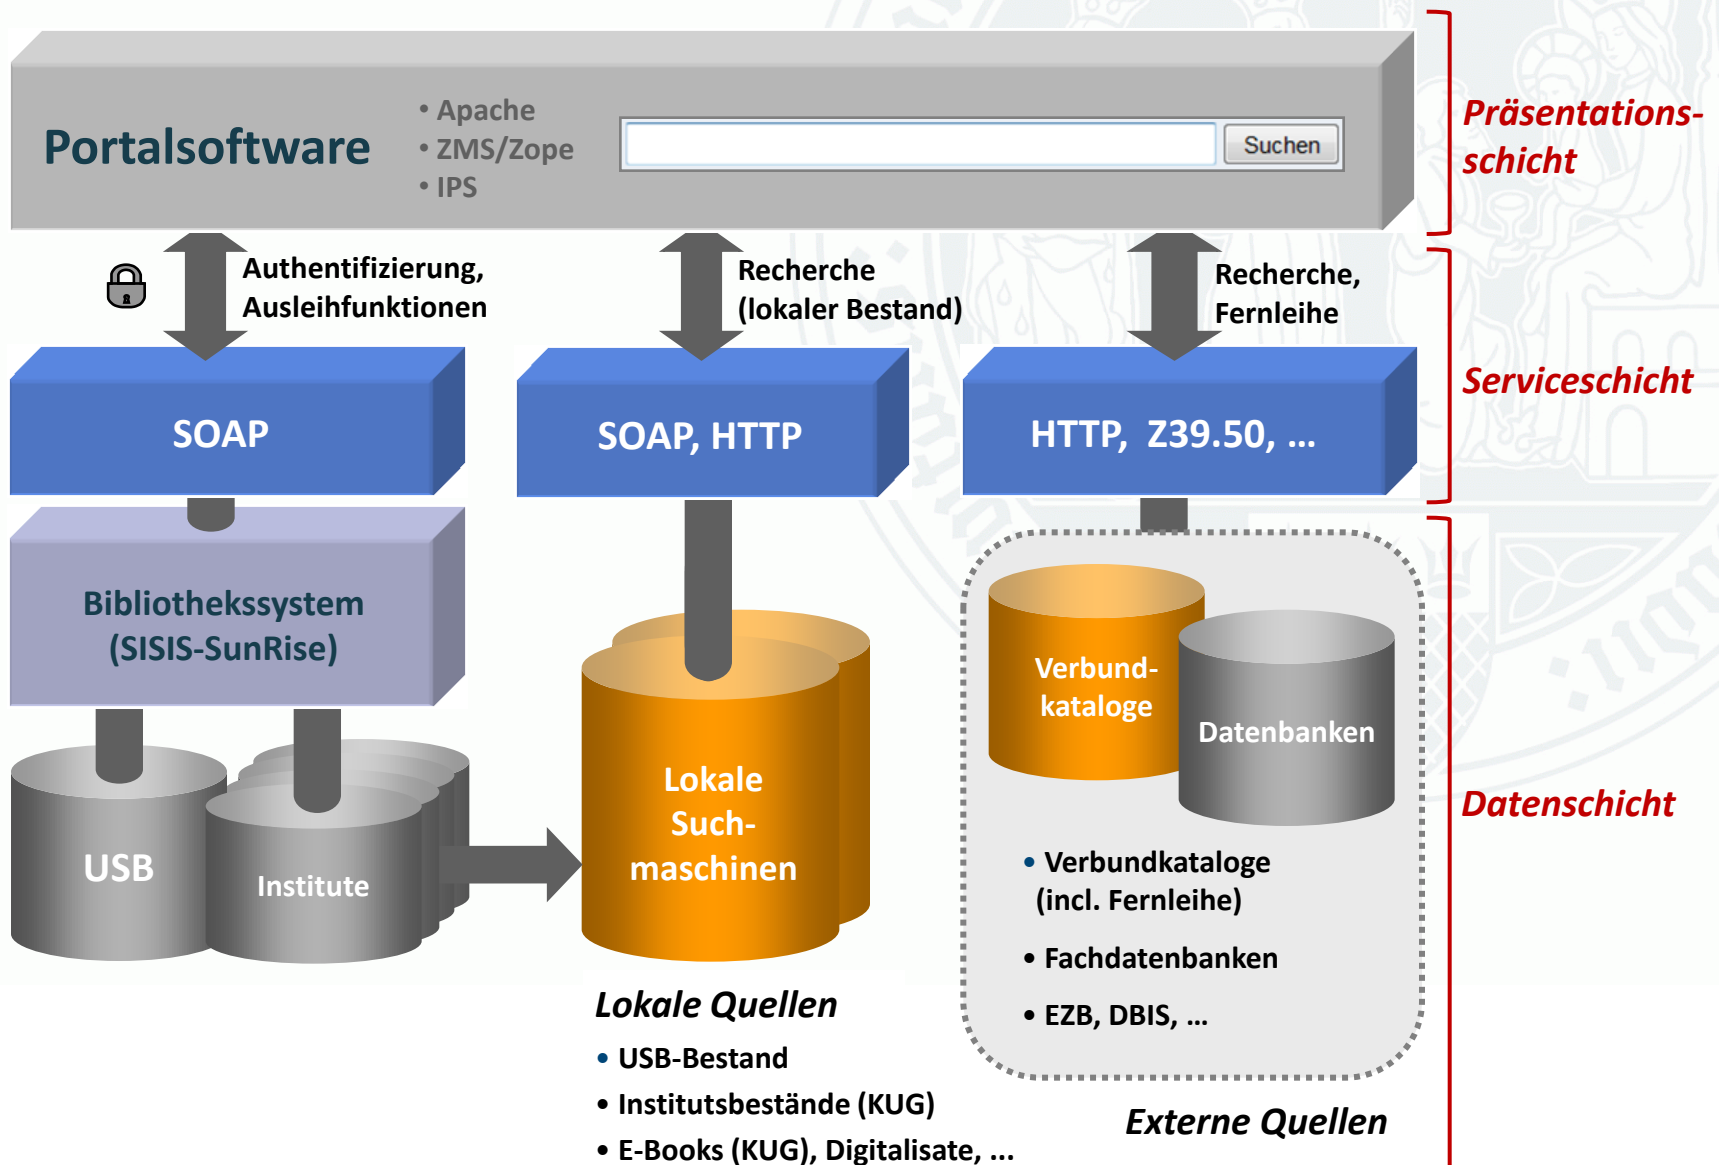 Portalsoftware
• Apache
• ZMS/Zope
• IPS
Suchen
Präsentations-
schicht
Authentifizierung,
Ausleihfunktionen
Recherche
(lokaler Bestand)
Recherche,
Fernleihe
Serviceschicht
SOAP
SOAP, HTTP
HTTP, Z39.50, ...
Bibliothekssystem
(SISIS-SunRise)
USB
Institute
Lokale
Such-
maschinen
Verbund-
kataloge
Datenbanken
Datenschicht
• Verbundkataloge
(incl. Fernleihe)
• Fachdatenbanken
• EZB, DBIS, ...
Externe Quellen
Lokale Quellen
• USB-Bestand
• Institutsbestände (KUG)
• E-Books (KUG), Digitalisate, ...